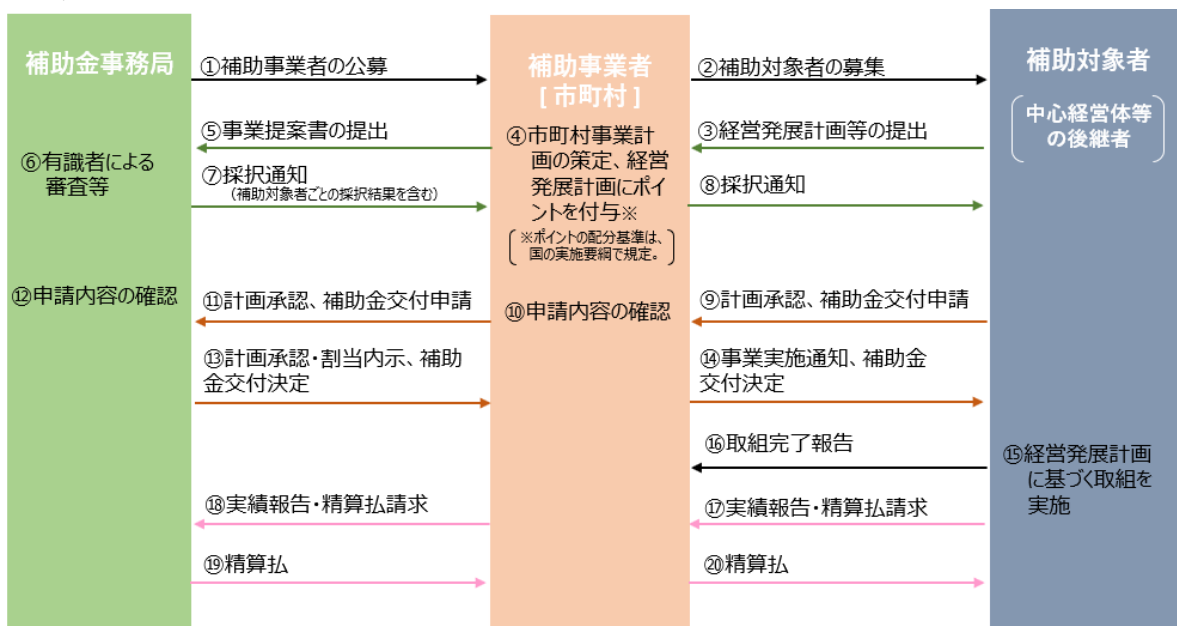 補助金事務局
①補助事業者の公募
補助事業者
[ 市町村 ]
②補助対象者の募集
補助対象者
中心経営体等
の後継者
⑤事業提案書の提出
④市町村事業計
画の策定、経営
発展計画にポイ
ントを付与※
※ポイントの配分基準は、
国の実施要綱で規定。
③経営発展計画等の提出
⑥有識者による
審査等
⑦採択通知
(補助対象者ごとの採択結果を含む)
⑧採択通知
⑫申請内容の確認
⑪計画承認、補助金交付申請
⑩申請内容の確認
⑨計画承認、補助金交付申請
⑬計画承認・割当内示、補助
金交付決定
⑭事業実施通知、補助金
交付決定
⑯取組完了報告
⑮経営発展計画
に基づく取組を
実施
⑱実績報告・精算払請求
⑰実績報告・精算払請求
⑲精算払
⑳精算払